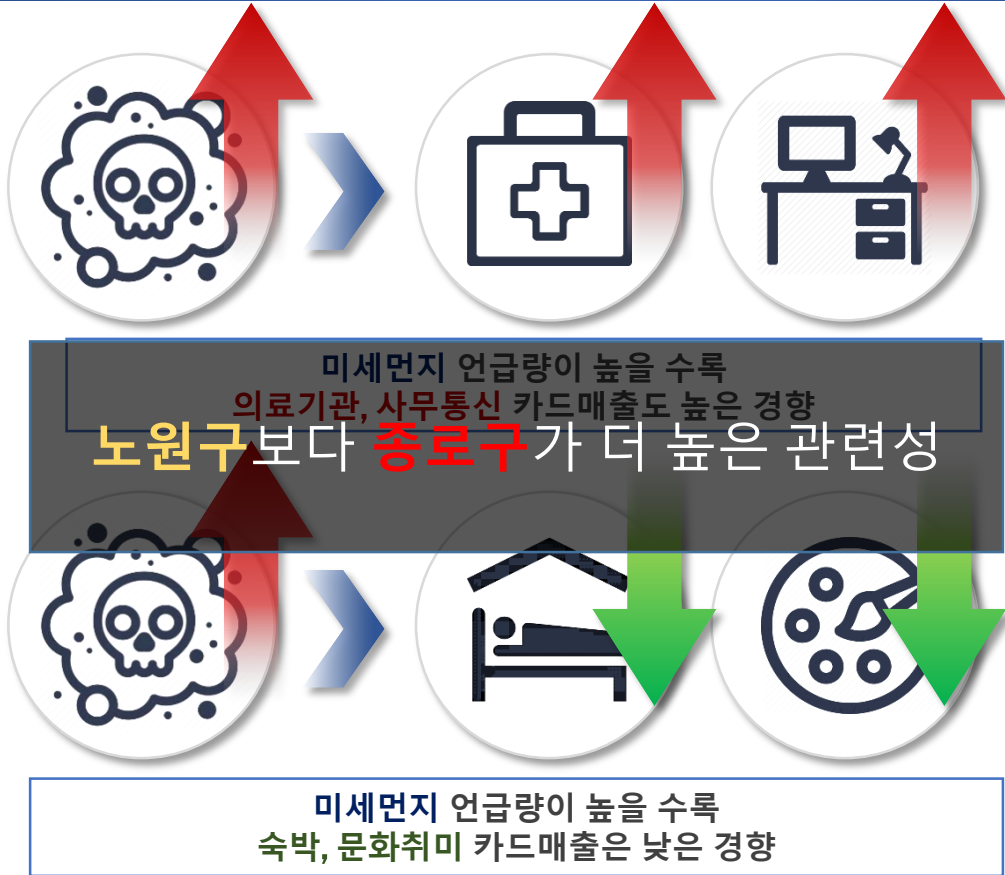 미세먼지 언급량이 높을 수록
의료기관, 사무통신 카드매출도 높은 경향
노원구보다 종로구가 더 높은 관련성
미세먼지 언급량이 높을 수록
숙박, 문화취미 카드매출은 낮은 경향